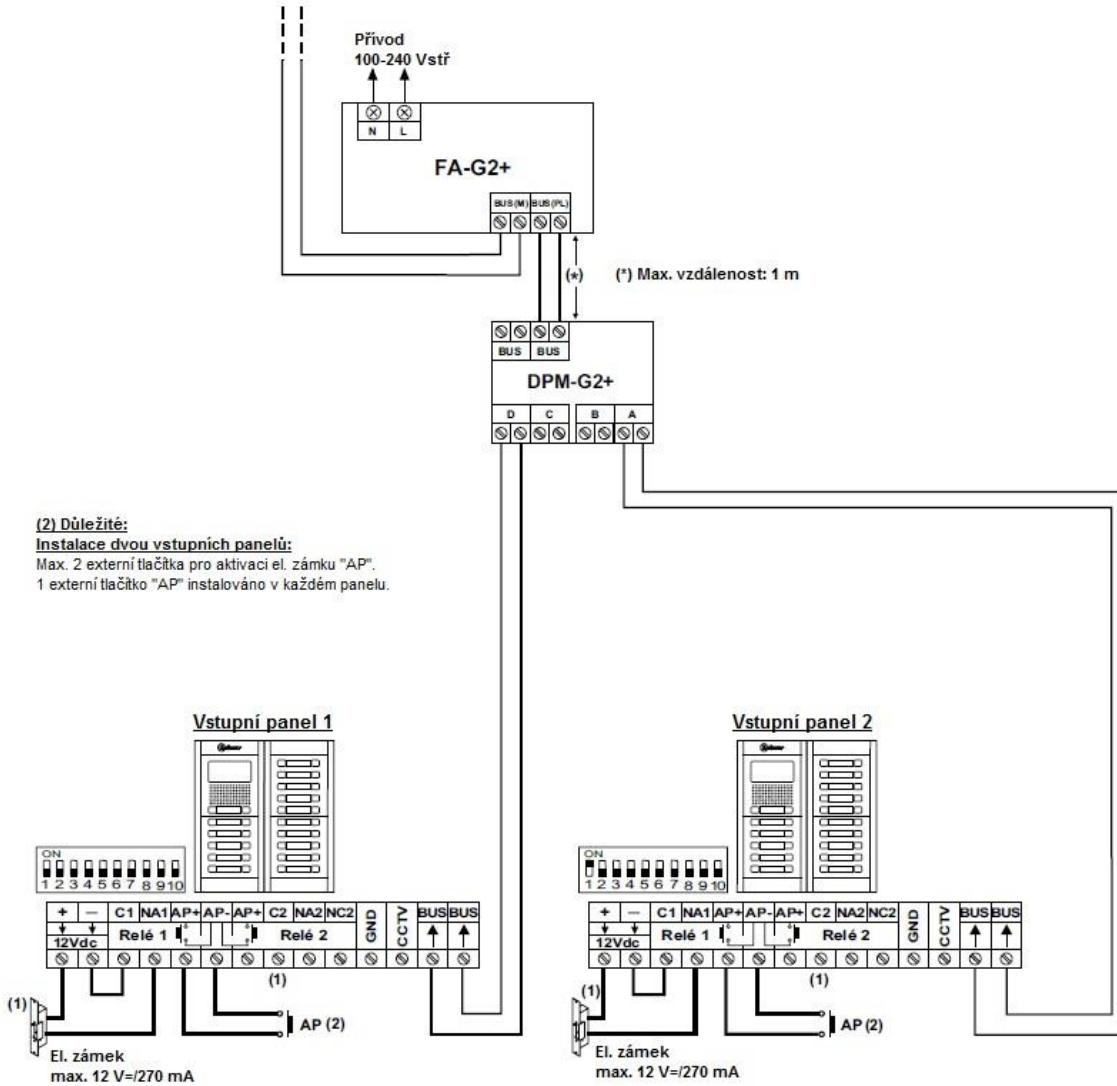 Přívod
100-240 Vstř
N L
FA-G2+
BUS(M) BUS(PL)
(*)
(*) Max. vzdálenost: 1 m
BUS BUS
DPM-G2+
D C B A
(2) Důležité:
Instalace dvou vstupních panelů:
Max. 2 externí tlačítka pro aktivaci el. zámku "AP".
1 externí tlačítko "AP" instalováno v každém panelu.
Vstupní panel 1
ON
1 2 3 4 5 6 7 8 9 10
+ — C1 NA1 AP+ AP- AP+ C2 NA2 NC2 GND CCTV BUS BUS
12Vdc Relé 1 Relé 2
(1)
(1)
AP (2)
El. zámek
max. 12 V=/270 mA
Vstupní panel 2
ON
1 2 3 4 5 6 7 8 9 10
+ — C1 NA1 AP+ AP- AP+ C2 NA2 NC2 GND CCTV BUS BUS
12Vdc Relé 1 Relé 2
(1)
(1)
AP (2)
El. zámek
max. 12 V=/270 mA